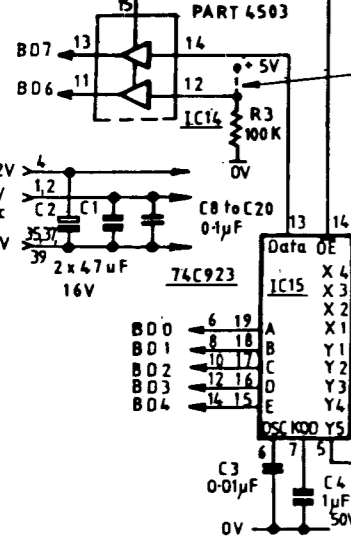 15
PART 4503
BD7 13 14
+ 5V
BD6 11 12
IC14
R3
100K
0V
2V 4
1,2
C2 C1
C8 to C20
0·1µF
35,37,
39
V
2 x 47uF
16V
13 14
Data OE
74C923
IC15
X4
X3
X2
X1
Y1
Y2
Y3
Y4
Y5
BD0 6 19 A
BD1 8 18 B
BD2 10 17 C
BD3 12 16 D
BD4 14 15 E
OSC KDD
6 7 5
C3
0·01µF
C4
1µF
50V
0V